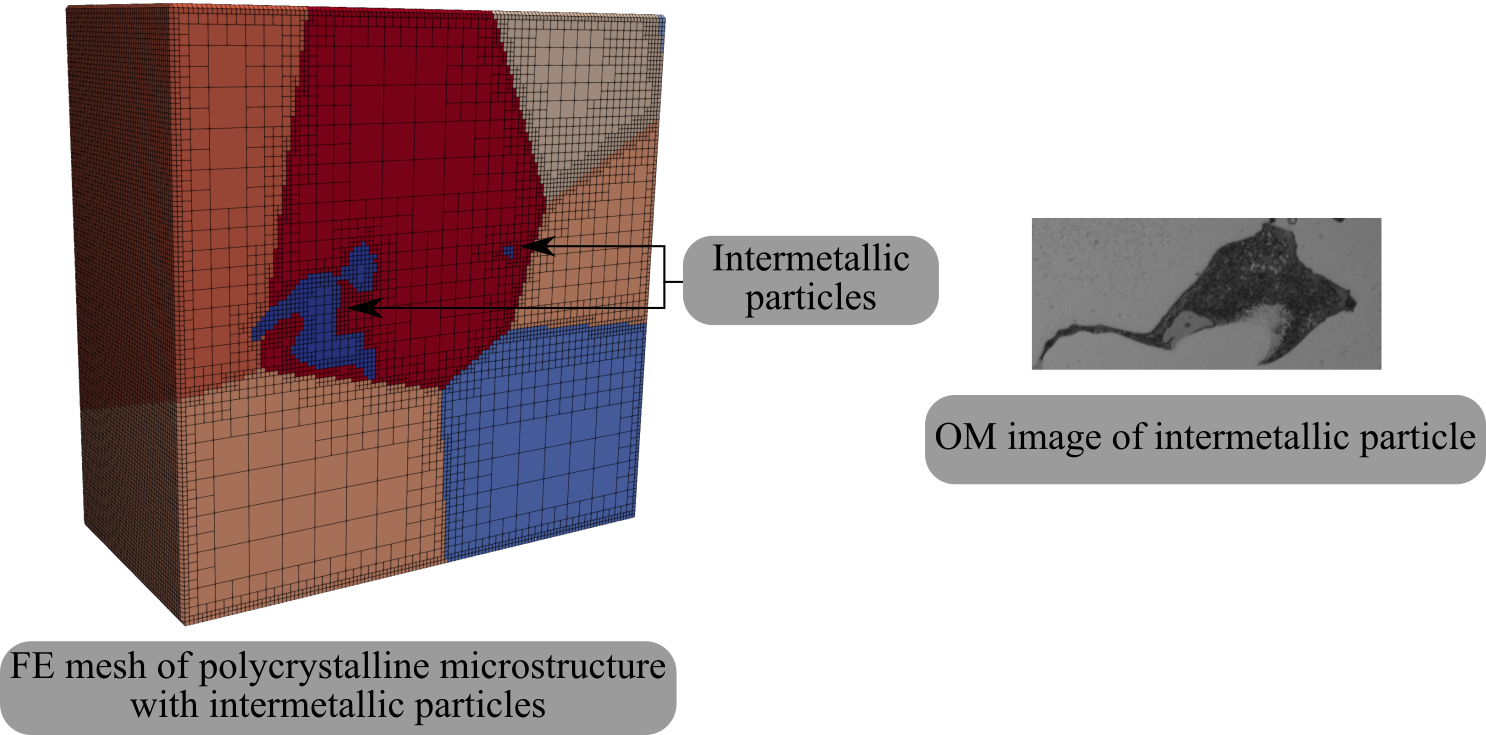 Intermetallic
particles
OM image of intermetallic particle
FE mesh of polycrystalline microstructure
with intermetallic particles